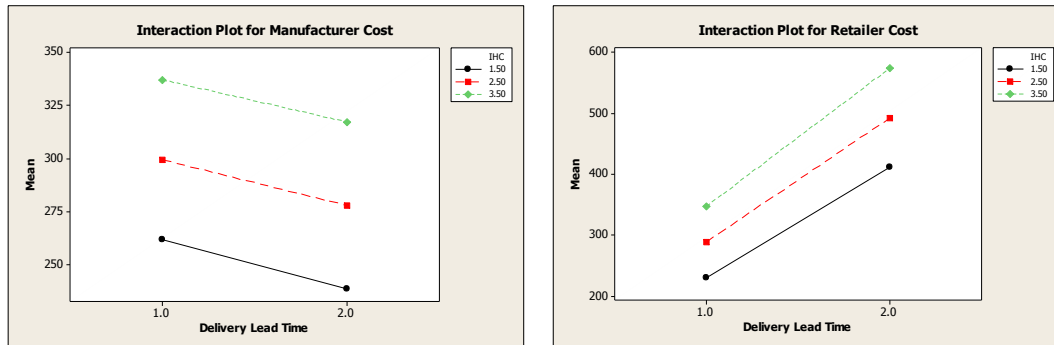 Interaction Plot for Manufacturer Cost
350
325
300
275
250
Mean
1.0 2.0
Delivery Lead Time
IHC
1.50
2.50
3.50
Interaction Plot for Retailer Cost
600
500
400
300
200
Mean
1.0 2.0
Delivery Lead Time
IHC
1.50
2.50
3.50